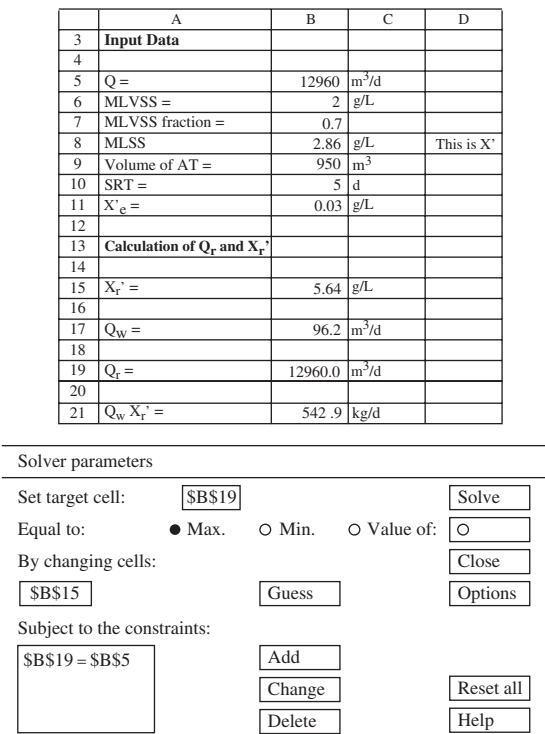 A B C D
3 Input Data
4
5 Q = 12960 m³/d
6 MLVSS = 2 g/L
7 MLVSS fraction = 0.7
8 MLSS 2.86 g/L This is X’
9 Volume of AT = 950 m³
10 SRT = 5 d
11 X’e = 0.03 g/L
12
13 Calculation of Qr and Xr’
14
15 Xr’ = 5.64 g/L
16
17 Qw = 96.2 m³/d
18
19 Qr = 12960.0 m³/d
20
21 Qw Xr’ = 542 .9 kg/d
Solver parameters
Set target cell: $B$19 Solve
Equal to: Max. Min. Value of:
By changing cells: Close
$B$15 Guess Options
Subject to the constraints:
$B$19 = $B$5 Add
Change Reset all
Delete Help